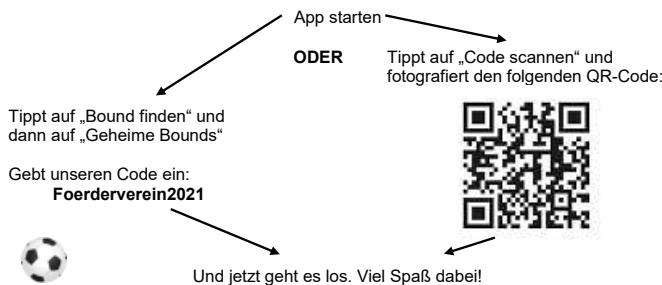 App starten
ODER
Tippt auf „Code scannen“ und
fotografiert den folgenden QR-Code:
Tippt auf „Bound finden“ und
dann auf „Geheime Bounds“
Gebt unseren Code ein:
Foerderverein2021
Und jetzt geht es los. Viel Spaß dabei!